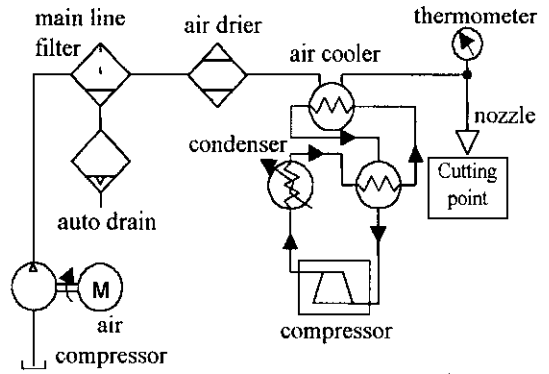 main line
filter
air drier
air cooler
thermometer
nozzle
condenser
Cutting
point
auto drain
M
air
compressor
compressor